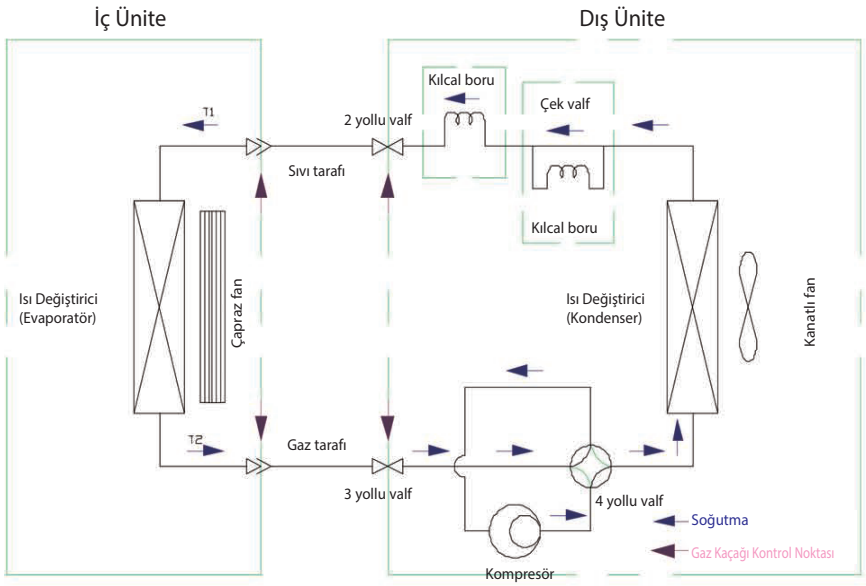 İç Ünite
Dış Ünite
Kılcal boru
Çek valf
T1
2 yollu valf
Sıvı tarafı
Kılcal boru
Isı Değiştirici
(Evaporatör)
Çapraz fan
Isı Değiştirici
(Kondenser)
Kanatlı fan
T2
Gaz tarafı
3 yollu valf
4 yollu valf
Soğutma
Gaz Kaçağı Kontrol Noktası
Kompresör